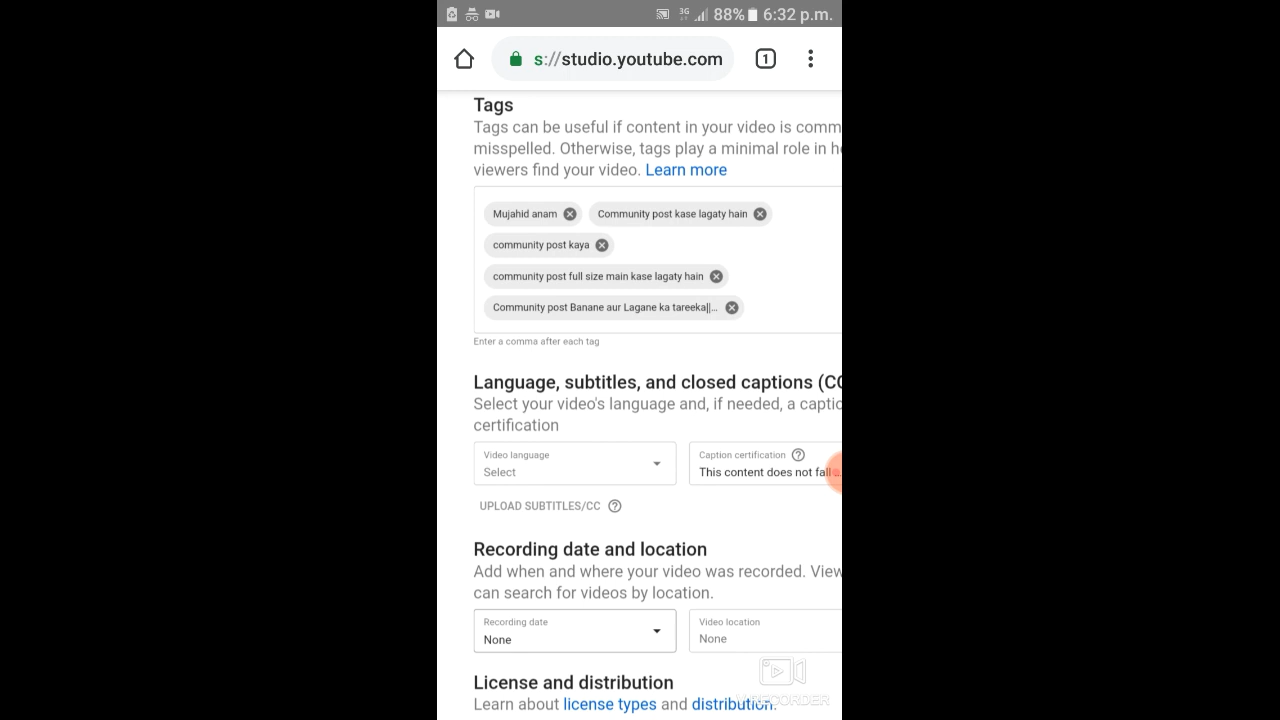 3G 88% 6:32 p.m.
s://studio.youtube.com 1
Tags
Tags can be useful if content in your video is comm
misspelled. Otherwise, tags play a minimal role in he
viewers find your video. Learn more
Mujahid anam Community post kase lagaty hain
community post kaya
community post full size main kase lagaty hain
Community post Banane aur Lagane ka tareeka||...
Enter a comma after each tag
Language, subtitles, and closed captions (CC
Select your video's language and, if needed, a captic
certification
Video language Caption certification
Select This content does not fall ...
UPLOAD SUBTITLES/CC
Recording date and location
Add when and where your video was recorded. View
can search for videos by location.
Recording date Video location
None None
License and distribution
Learn about license types and distribution.
V RECORDER